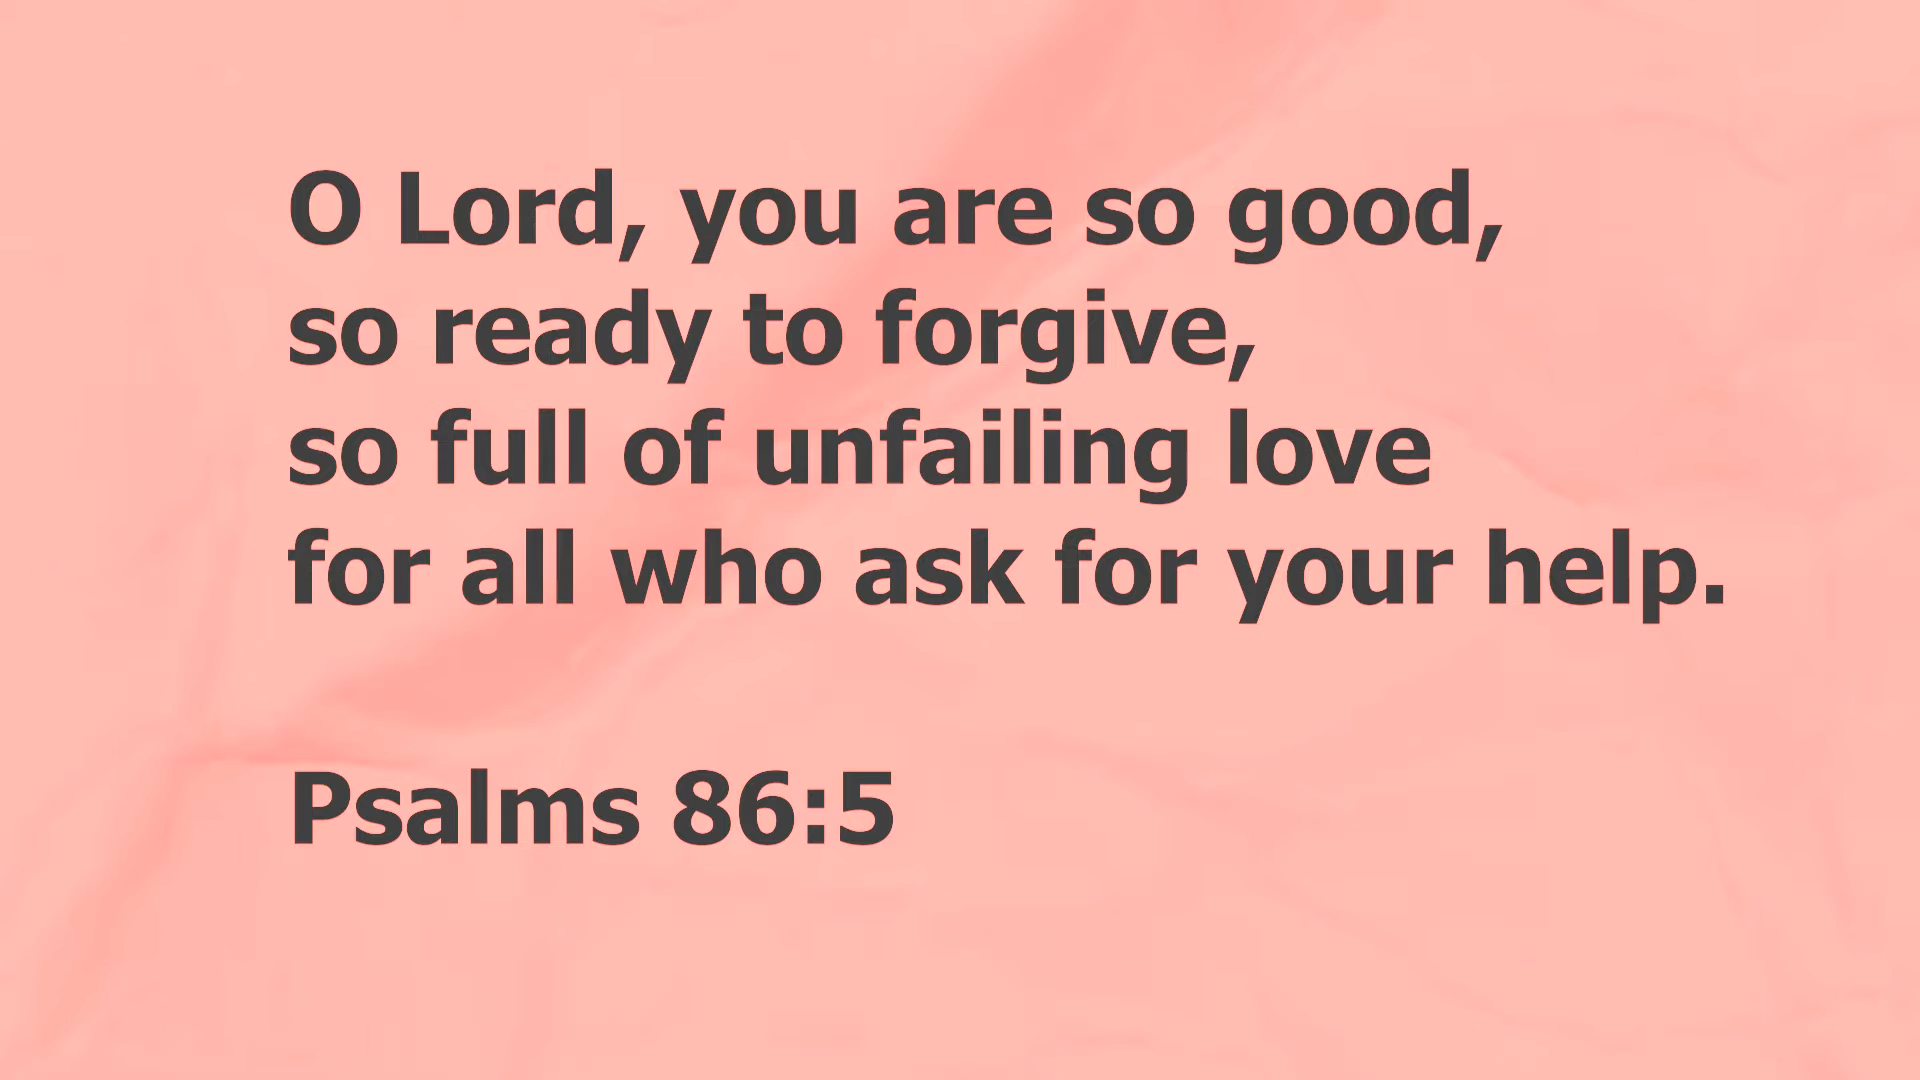 O Lord, you are so good,
so ready to forgive,
so full of unfailing love
for all who ask for your help.
Psalms 86:5